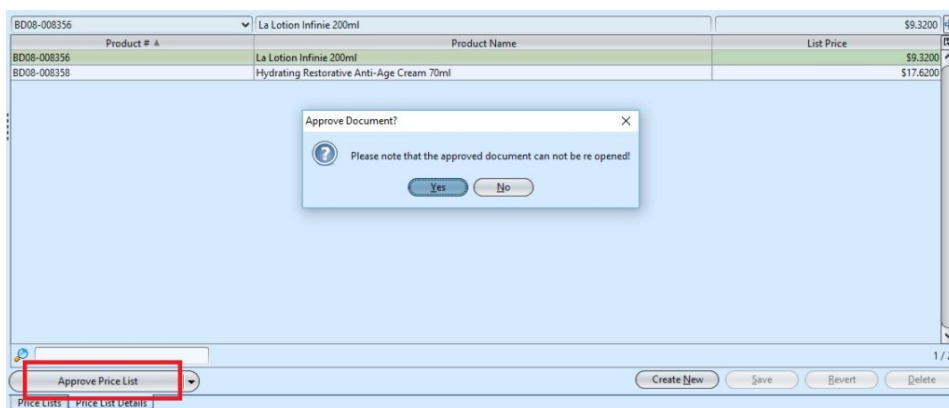 BD08-008356 La Lotion Infinie 200ml $9.3200
Product # Product Name List Price
BD08-008356 La Lotion Infinie 200ml $9.3200
BD08-008358 Hydrating Restorative Anti-Age Cream 70ml $17.6200
Approve Document?
Please note that the approved document can not be re opened!
Yes No
1 / 2
Approve Price List Create New Save Revert Delete
Price Lists Price List Details